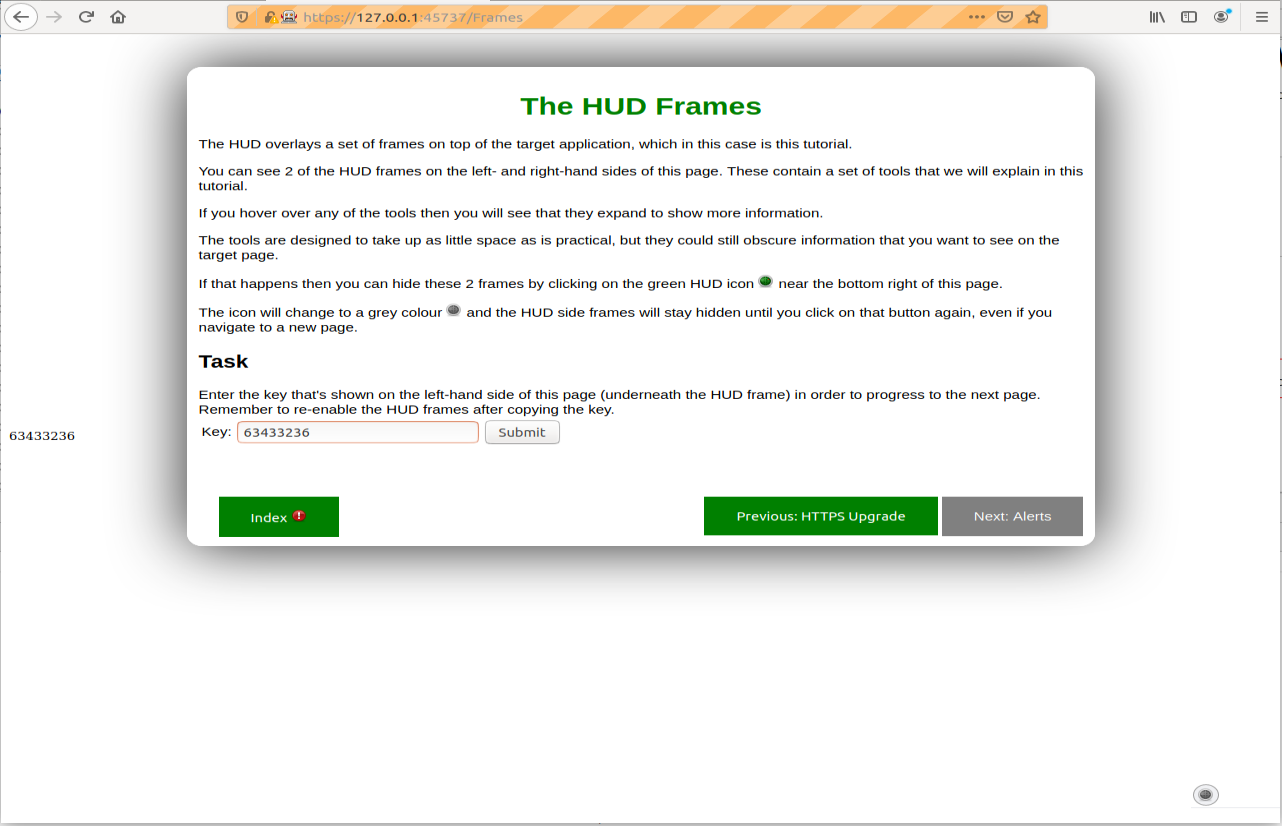 https://127.0.0.1:45737/Frames
The HUD Frames
The HUD overlays a set of frames on top of the target application, which in this case is this tutorial.
You can see 2 of the HUD frames on the left- and right-hand sides of this page. These contain a set of tools that we will explain in this
tutorial.
If you hover over any of the tools then you will see that they expand to show more information.
The tools are designed to take up as little space as is practical, but they could still obscure information that you want to see on the
target page.
If that happens then you can hide these 2 frames by clicking on the green HUD icon near the bottom right of this page.
The icon will change to a grey colour and the HUD side frames will stay hidden until you click on that button again, even if you
navigate to a new page.
Task
Enter the key that's shown on the left-hand side of this page (underneath the HUD frame) in order to progress to the next page.
Remember to re-enable the HUD frames after copying the key.
63433236
Key: 63433236 Submit
Index Previous: HTTPS Upgrade Next: Alerts